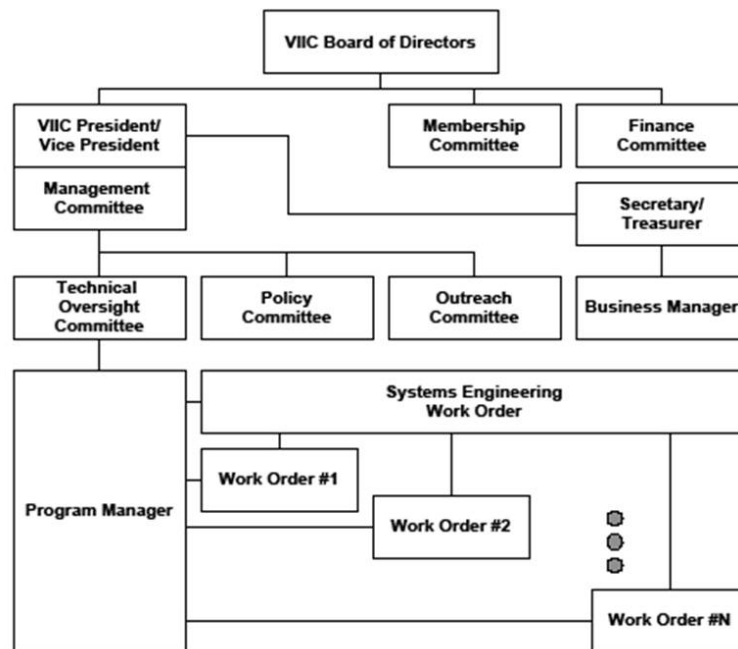 VIIC Board of Directors
VIIC President/
Vice President
Membership
Committee
Finance
Committee
Management
Committee
Secretary/
Treasurer
Technical
Oversight
Committee
Policy
Committee
Outreach
Committee
Business Manager
Systems Engineering
Work Order
Program Manager
Work Order #1
Work Order #2
Work Order #N